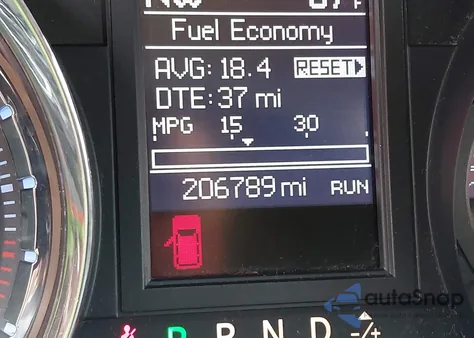 Fuel Economy
AVG: 18.4 RESET
DTE: 37 mi
MPG 15 30
206789 mi RUN
P R N D -/+
autoSnap